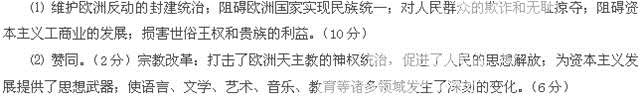 ⑴ 维护欧洲反动的封建统治；阻碍欧洲国家实现民族统一；对人民群众的欺诈和无耻掠夺；阻碍资
本主义工商业的发展；损害世俗王权和贵族的利益。（10 分）
⑵ 赞同。（2 分）宗教改革：打击了欧洲天主教的神权统治，促进了人民的思想解放；为资本主义发
展提供了思想武器；使语言、文学、艺术、音乐、教育等诸多领域发生了深刻的变化。（6 分）